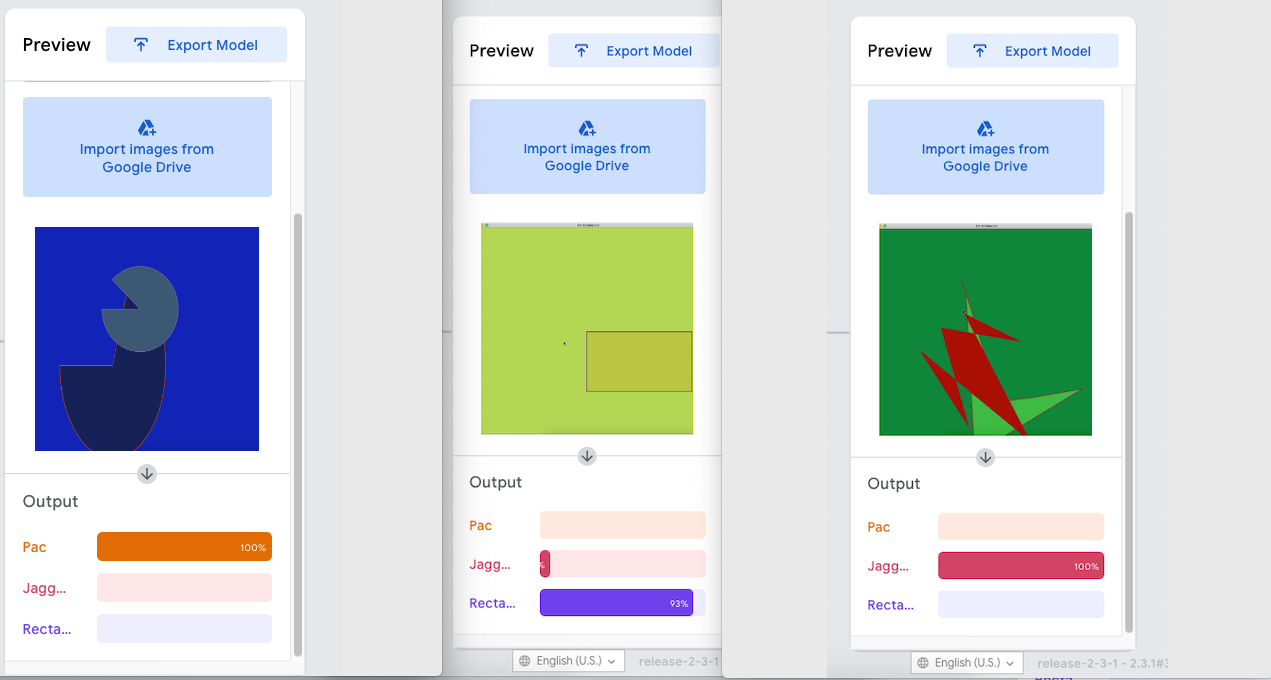 Preview
Export Model
Import images from
Google Drive
Output
Pac
100%
Jagg...
Recta...
Preview
Export Model
Import images from
Google Drive
Output
Pac
Jagg...
%
Recta...
93%
English (U.S.)
release-2-3-1
Preview
Export Model
Import images from
Google Drive
Output
Pac
Jagg...
100%
Recta...
English (U.S.)
release-2-3-1 - 2.3.1#3